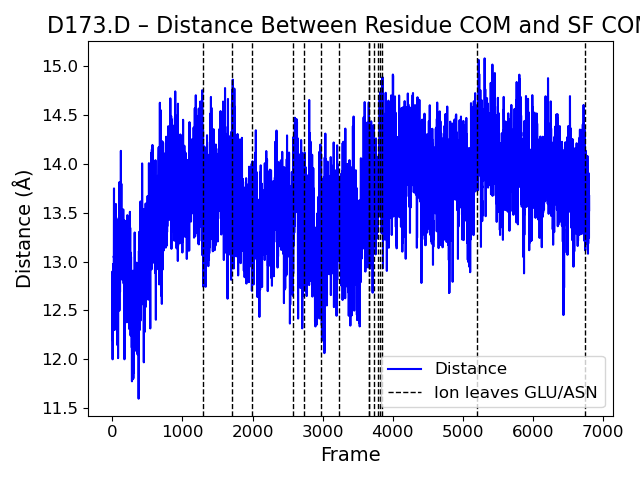 D173.D – Distance Between Residue COM and SF COM
15.0
14.5
14.0
13.5
13.0
12.5
12.0
11.5
Distance (Å)
0 1000 2000 3000 4000 5000 6000 7000
Frame
Distance
Ion leaves GLU/ASN